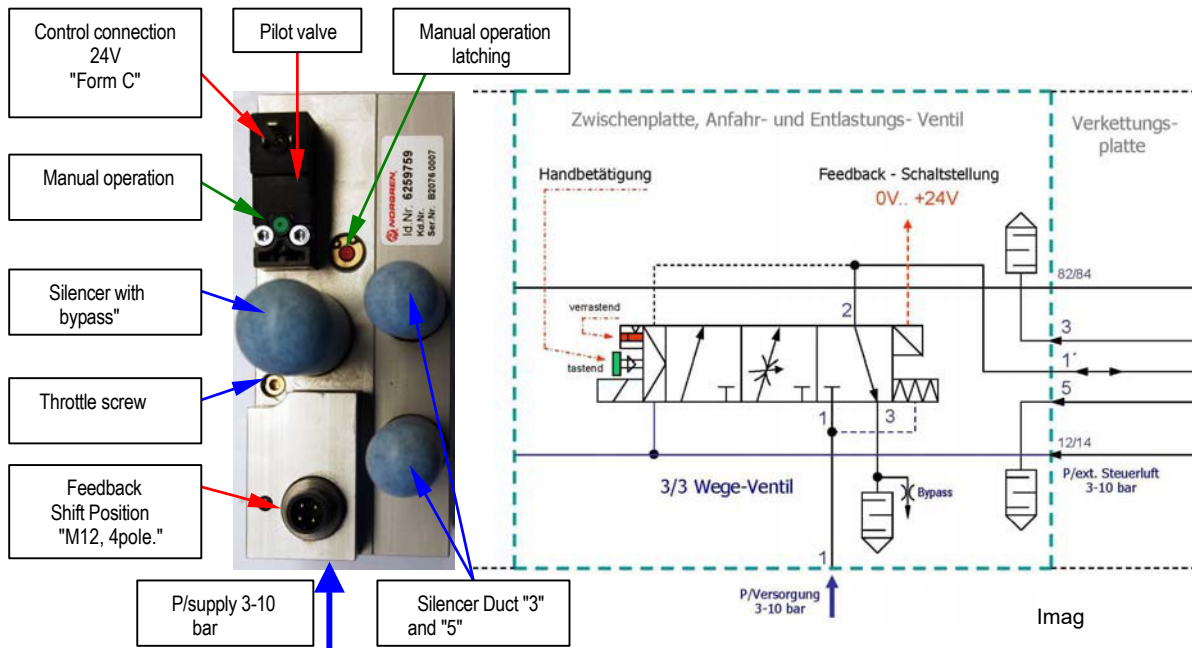 Control connection
24V
"Form C"
Pilot valve
Manual operation
latching
Manual operation
Silencer with
bypass"
Throttle screw
Feedback
Shift Position
"M12, 4pole."
P/supply 3-10
bar
Silencer Duct "3"
and "5"
NORGREN
Id.Nr. 6259759
Kd.Nr.
Ser.Nr. B2076.0007
Zwischenplatte, Anfahr- und Entlastungs- Ventil
Verkettungs-
platte
Handbetätigung
Feedback - Schaltstellung
0V.. +24V
verrastend
tastend
2
1
3
82/84
3
1´
5
12/14
P/ext. Steuerluft
3-10 bar
3/3 Wege-Ventil
Bypass
1
P/Versorgung
3-10 bar
Imag